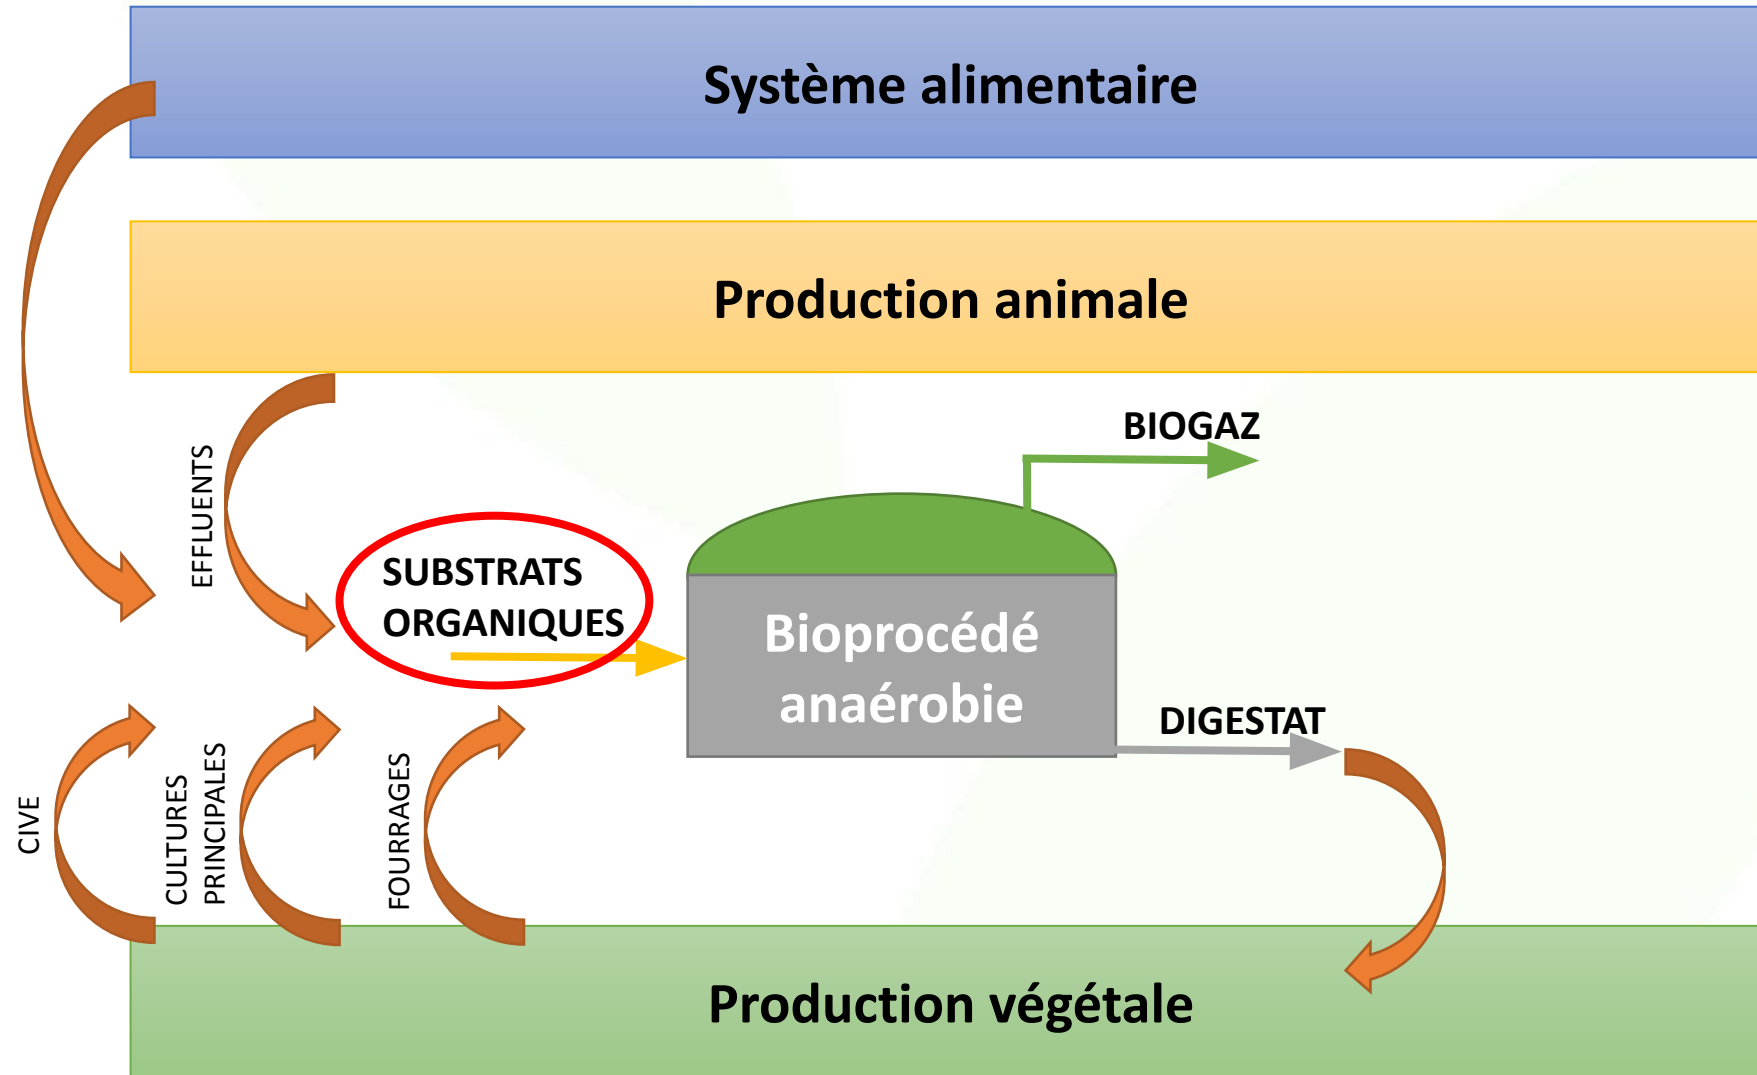 Système alimentaire
Production animale
BIOGAZ
EFFLUENTS
SUBSTRATS
ORGANIQUES
Bioprocédé
anaérobie
DIGESTAT
CIVE
CULTURES
PRINCIPALES
FOURRAGES
Production végétale